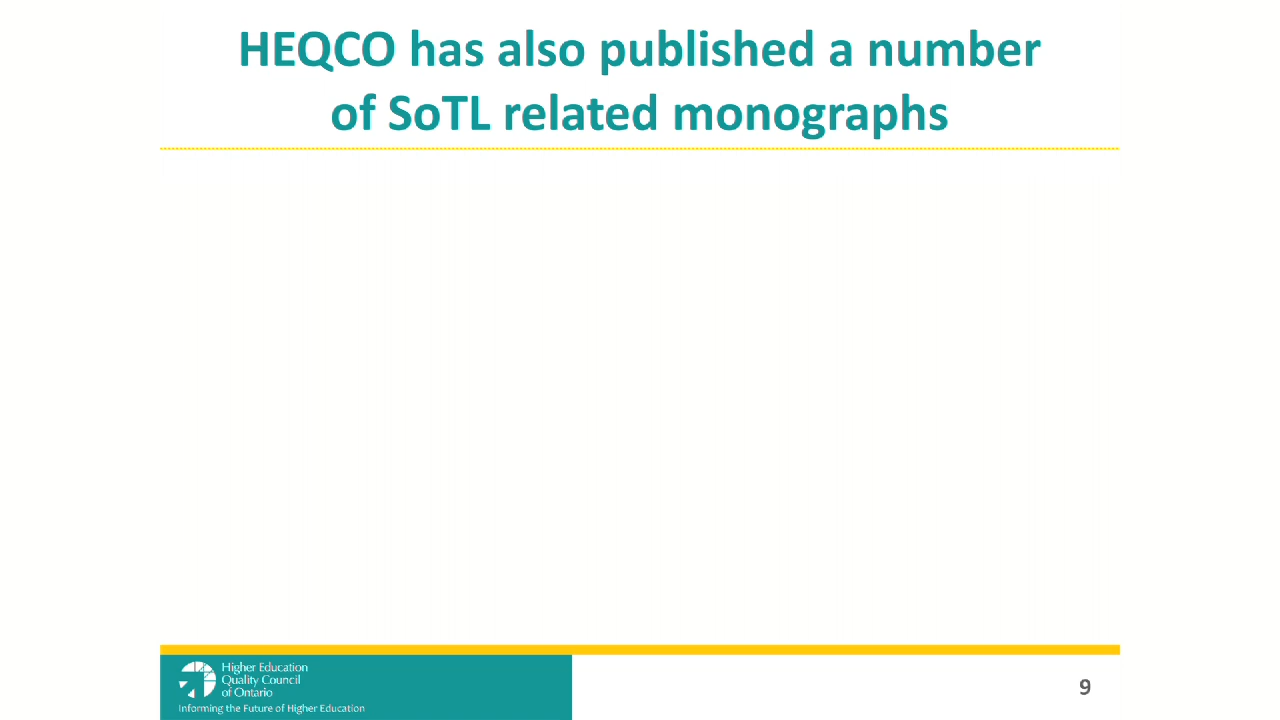 HEQCO has also published a number
of SoTL related monographs
Higher Education
Quality Council
of Ontario
Informing the Future of Higher Education
9